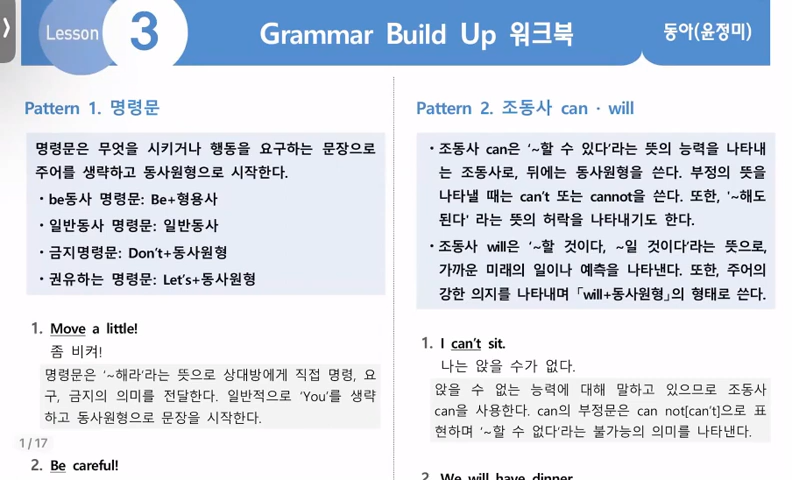 Lesson 3
Grammar Build Up 워크북
동아(윤정미)
Pattern 1. 명령문
명령문은 무엇을 시키거나 행동을 요구하는 문장으로
주어를 생략하고 동사원형으로 시작한다.
・be동사 명령문: Be+형용사
・일반동사 명령문: 일반동사
・금지명령문: Don't+동사원형
・권유하는 명령문: Let's+동사원형
1. Move a little!
좀 비켜!
명령문은 '~해라'라는 뜻으로 상대방에게 직접 명령, 요
구, 금지의 의미를 전달한다. 일반적으로 'You'를 생략
하고 동사원형으로 문장을 시작한다.
1 / 17
2. Be careful!
Pattern 2. 조동사 can · will
・조동사 can은 '~할 수 있다'라는 뜻의 능력을 나타내
는 조동사로, 뒤에는 동사원형을 쓴다. 부정의 뜻을
나타낼 때는 can't 또는 cannot을 쓴다. 또한, '~해도
된다' 라는 뜻의 허락을 나타내기도 한다.
・조동사 will은 '~할 것이다, ~일 것이다'라는 뜻으로,
가까운 미래의 일이나 예측을 나타낸다. 또한, 주어의
강한 의지를 나타내며 「will+동사원형」의 형태로 쓴다.
1. I can't sit.
나는 앉을 수가 없다.
앉을 수 없는 능력에 대해 말하고 있으므로 조동사
can을 사용한다. can의 부정문은 can not[can't]으로 표
현하며 '~할 수 없다'라는 불가능의 의미를 나타낸다.
2. We will have dinner